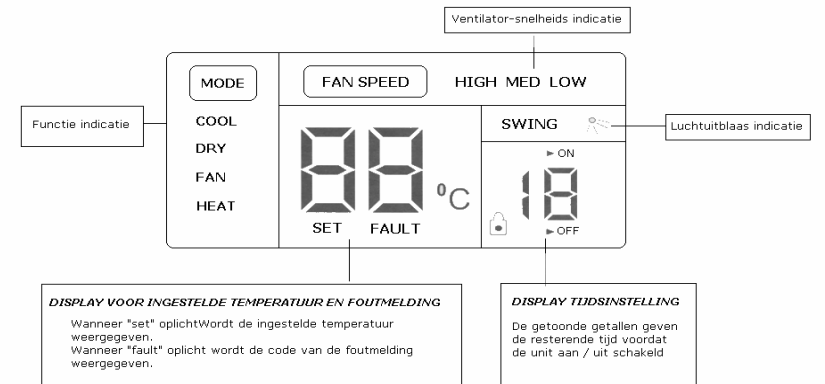 Ventilator-snelheids indicatie
MODE
FAN SPEED
HIGH MED LOW
Functie indicatie
COOL
DRY
FAN
HEAT
88
°C
SET FAULT
SWING
Luchtuitblaas indicatie
► ON
18
► OFF
DISPLAY VOOR INGESTELDE TEMPERATUUR EN FOUTMELDING
Wanneer "set" oplichtWordt de ingestelde temperatuur
weergegeven.
Wanneer "fault" oplicht wordt de code van de foutmelding
weergegeven.
DISPLAY TIJDSINSTELLING
De getoonde getallen geven
de resterende tijd voordat
de unit aan / uit schakeld